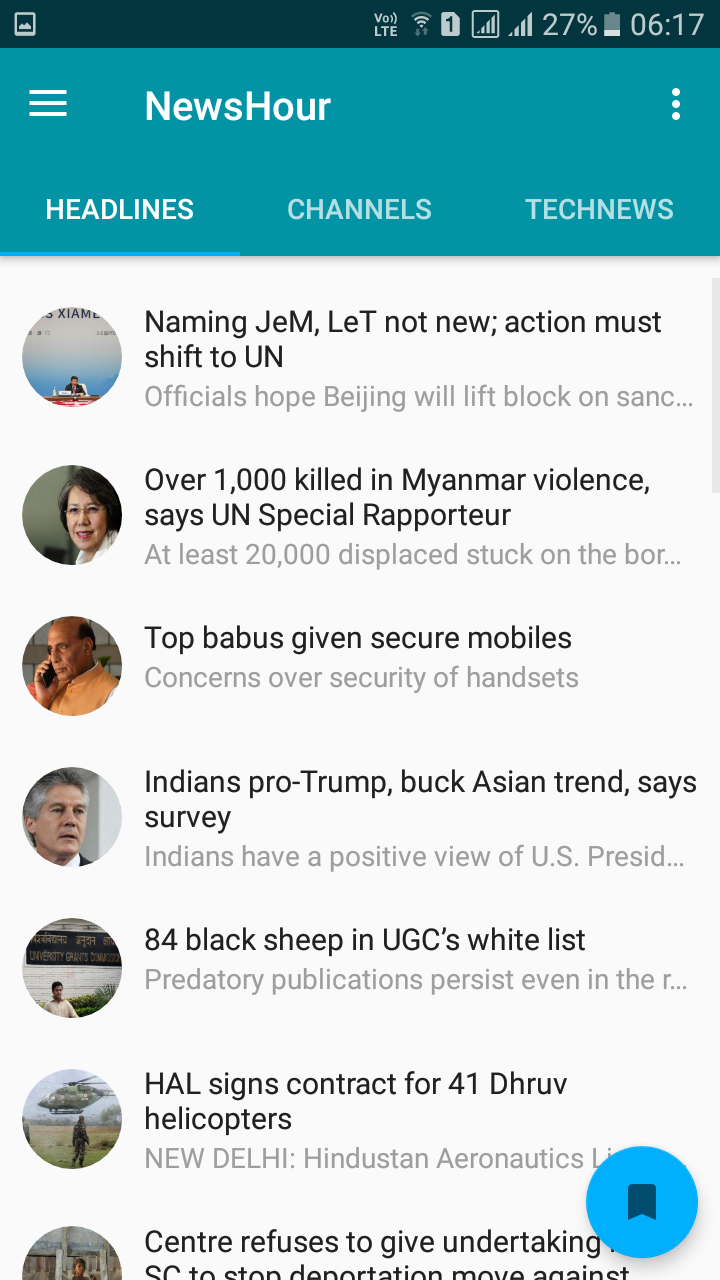 Vo)) LTE 1 27% 06:17
NewsHour
HEADLINES CHANNELS TECHNEWS
Naming JeM, LeT not new; action must
shift to UN
Officials hope Beijing will lift block on sanc...
Over 1,000 killed in Myanmar violence,
says UN Special Rapporteur
At least 20,000 displaced stuck on the bor...
Top babus given secure mobiles
Concerns over security of handsets
Indians pro-Trump, buck Asian trend, says
survey
Indians have a positive view of U.S. Presid...
84 black sheep in UGC’s white list
Predatory publications persist even in the r...
UNIVERSITY GRANTS
HAL signs contract for 41 Dhruv
helicopters
NEW DELHI: Hindustan Aeronautics
Centre refuses to give undertaking
SC to stop deportation move against